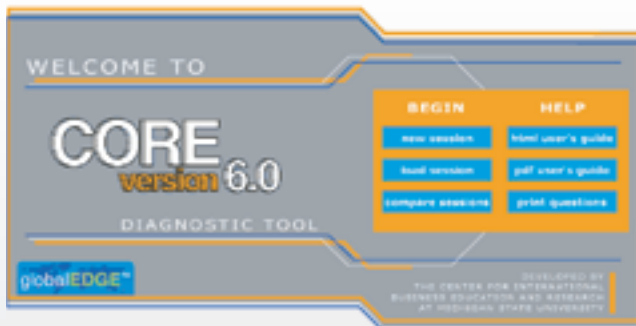 WELCOME TO
CORE
version 6.0
DIAGNOSTIC TOOL
globalEDGE™
BEGIN
new session
load session
compare sessions
HELP
html user's guide
pdf user's guide
print questions
DEVELOPED BY
THE CENTER FOR INTERNATIONAL
BUSINESS EDUCATION AND RESEARCH
AT MICHIGAN STATE UNIVERSITY